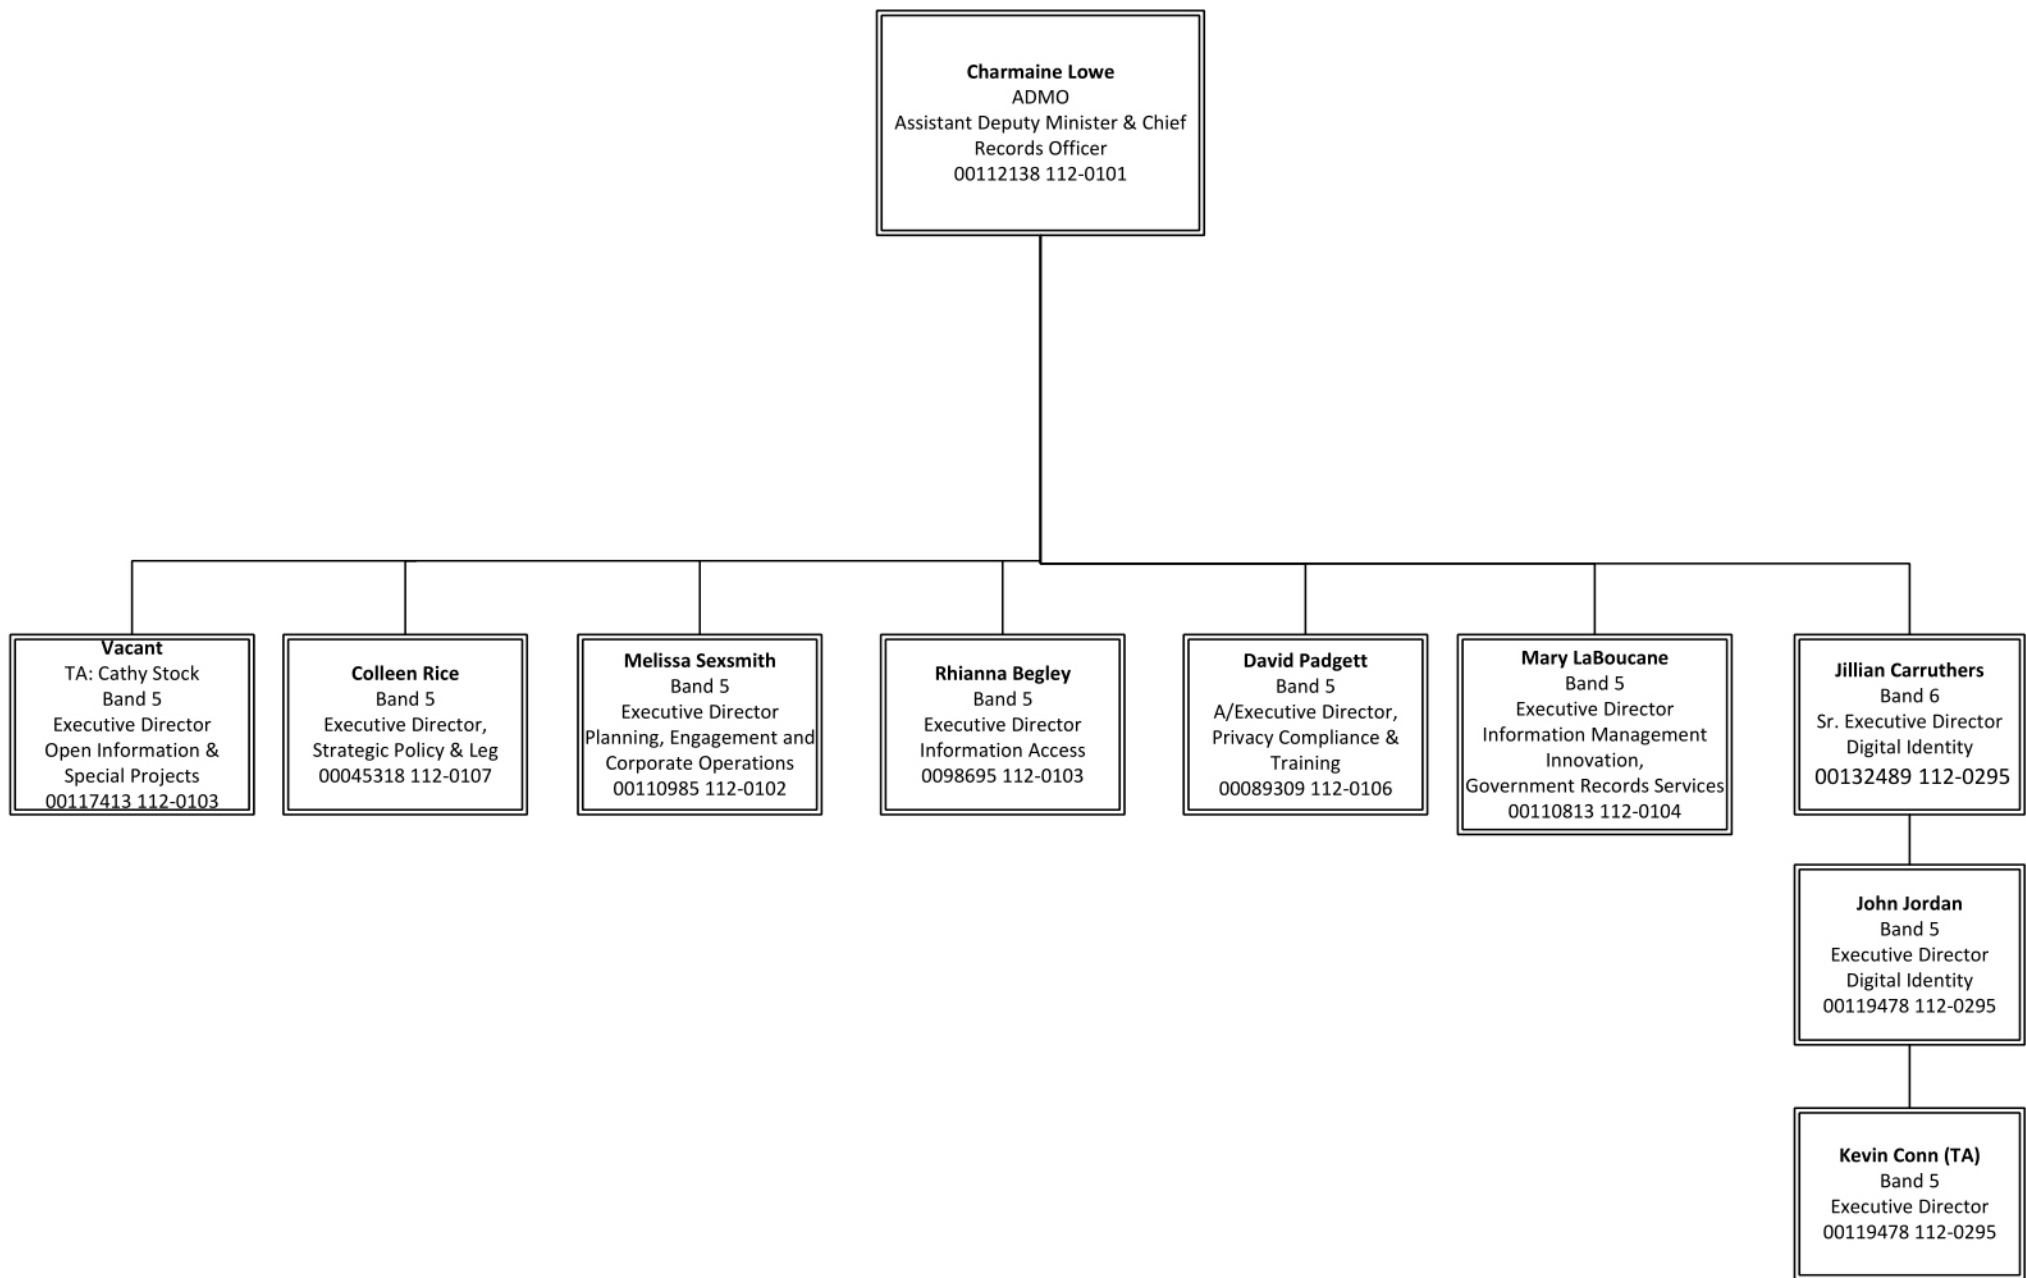 Charmaine Lowe
ADMO
Assistant Deputy Minister & Chief
Records Officer
00112138 112-0101
Vacant
TA: Cathy Stock
Band 5
Executive Director
Open Information &
Special Projects
00117413 112-0103
Colleen Rice
Band 5
Executive Director,
Strategic Policy & Leg
00045318 112-0107
Melissa Sexsmith
Band 5
Executive Director
Planning, Engagement and
Corporate Operations
00110985 112-0102
Rhianna Begley
Band 5
Executive Director
Information Access
0098695 112-0103
David Padgett
Band 5
A/Executive Director,
Privacy Compliance &
Training
00089309 112-0106
Mary LaBoucane
Band 5
Executive Director
Information Management
Innovation,
Government Records Services
00110813 112-0104
Jillian Carruthers
Band 6
Sr. Executive Director
Digital Identity
00132489 112-0295
John Jordan
Band 5
Executive Director
Digital Identity
00119478 112-0295
Kevin Conn (TA)
Band 5
Executive Director
00119478 112-0295